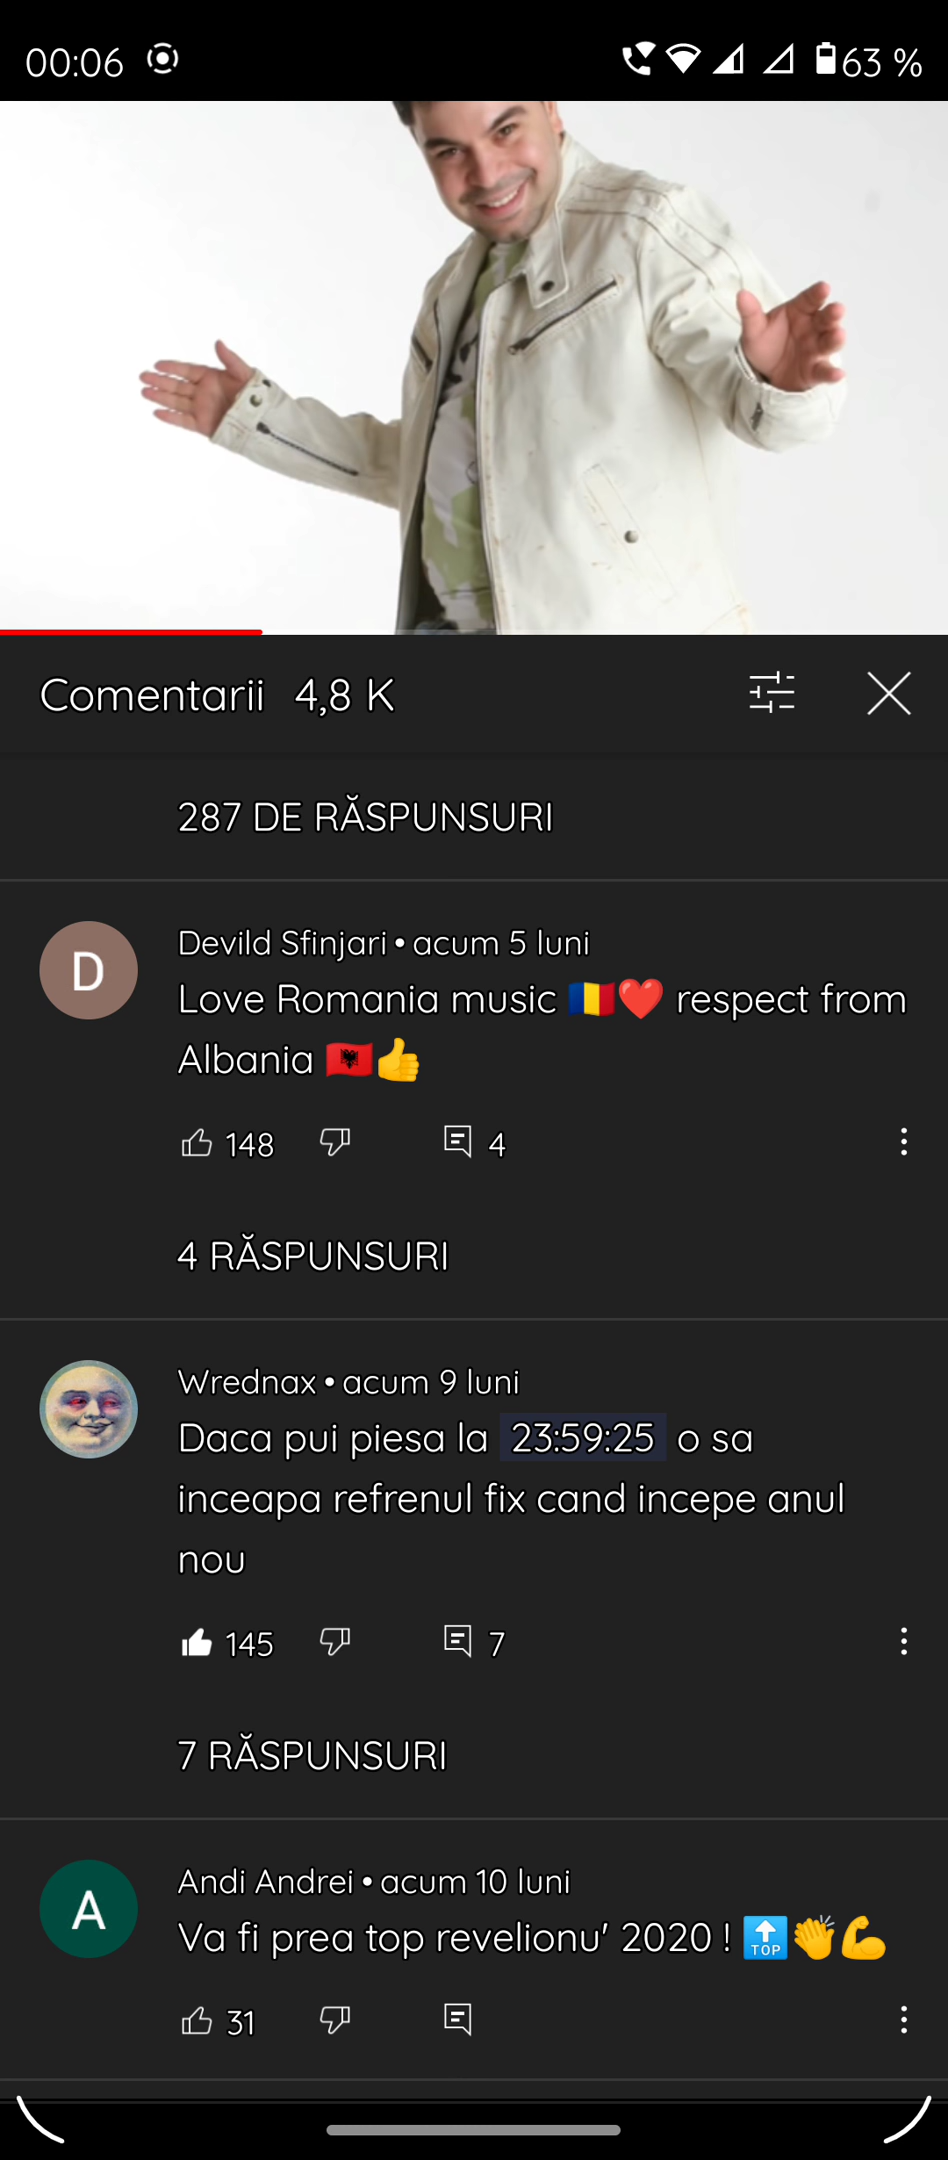 00:06 63 %
Comentarii 4,8 K
287 DE RĂSPUNSURI
D
Devild Sfinjari • acum 5 luni
Love Romania music 🇷🇴❤️ respect from
Albania 🇦🇱👍
148 4
4 RĂSPUNSURI
Wrednax • acum 9 luni
Daca pui piesa la 23:59:25 o sa
inceapa refrenul fix cand incepe anul
nou
145 7
7 RĂSPUNSURI
A
Andi Andrei • acum 10 luni
Va fi prea top revelionu' 2020 ! 🔝👏💪
31